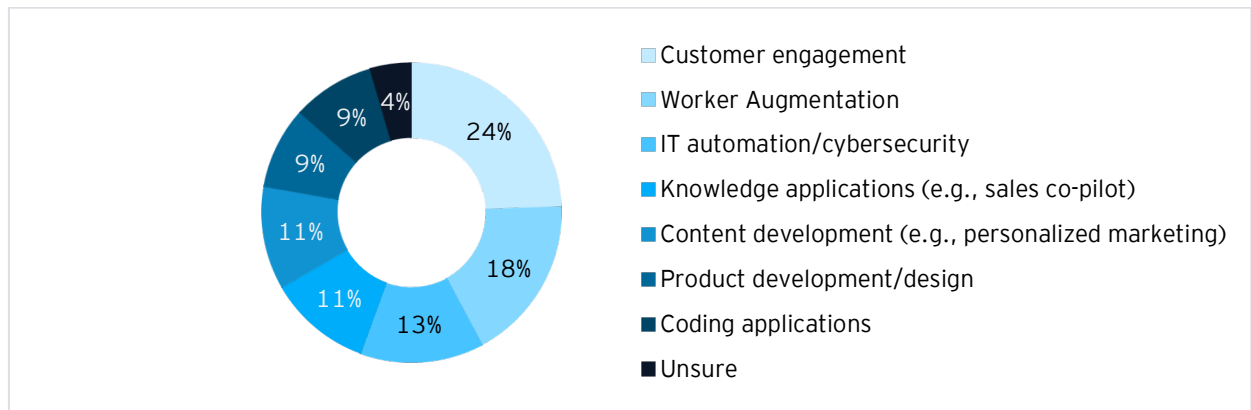 24%
18%
13%
11%
11%
9%
9%
4%
Customer engagement
Worker Augmentation
IT automation/cybersecurity
Knowledge applications (e.g., sales co-pilot)
Content development (e.g., personalized marketing)
Product development/design
Coding applications
Unsure